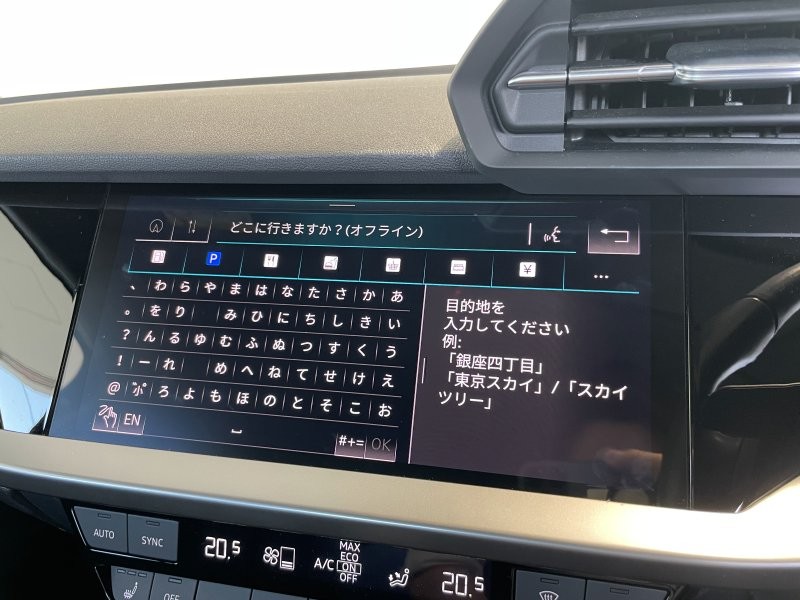 どこに行きますか？(オフライン)
P ¥ ...
、 わ ら や ま は な た さ か あ
。 を り み ひ に ち し き い
? ん る ゆ む ふ ぬ つ す く う
! ー れ め へ ね て せ け え
@ ろ よ も ほ の と そ こ お
EN #+= OK
目的地を
入力してください
例:
「銀座四丁目」
「東京スカイ」/「スカイ
ツリー」
AUTO SYNC 20.5 A/C MAX
ECO
ON
OFF
20.5
OFF